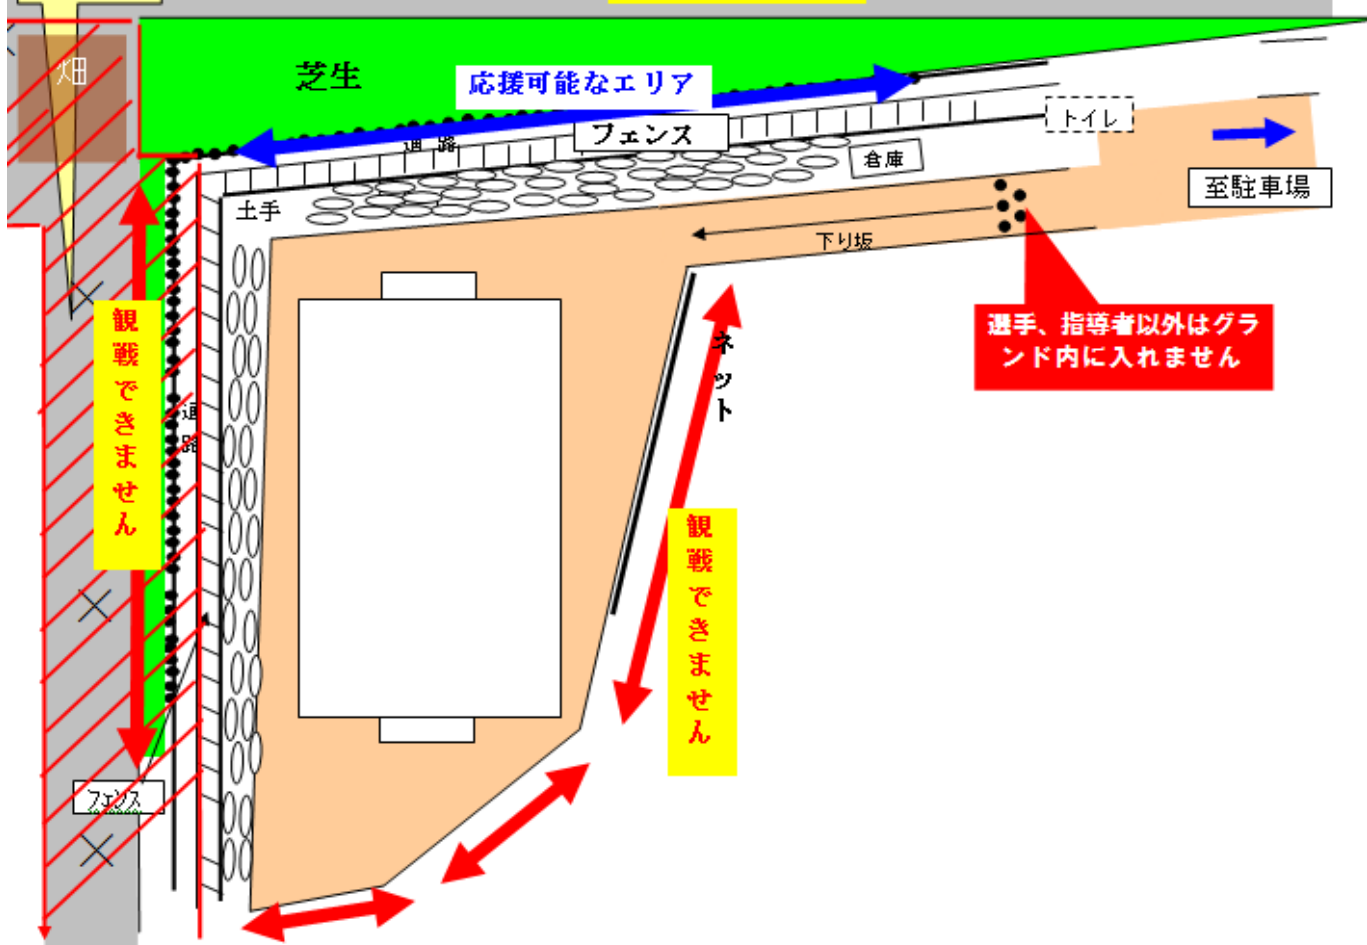 畑
芝生
応援可能なエリア
通 路
フェンス
トイレ
倉庫
至駐車場
土手
下り坂
選手、指導者以外はグラ
ンド内に入れません
観戦できません
ネット
通路
観戦できません
フェンス